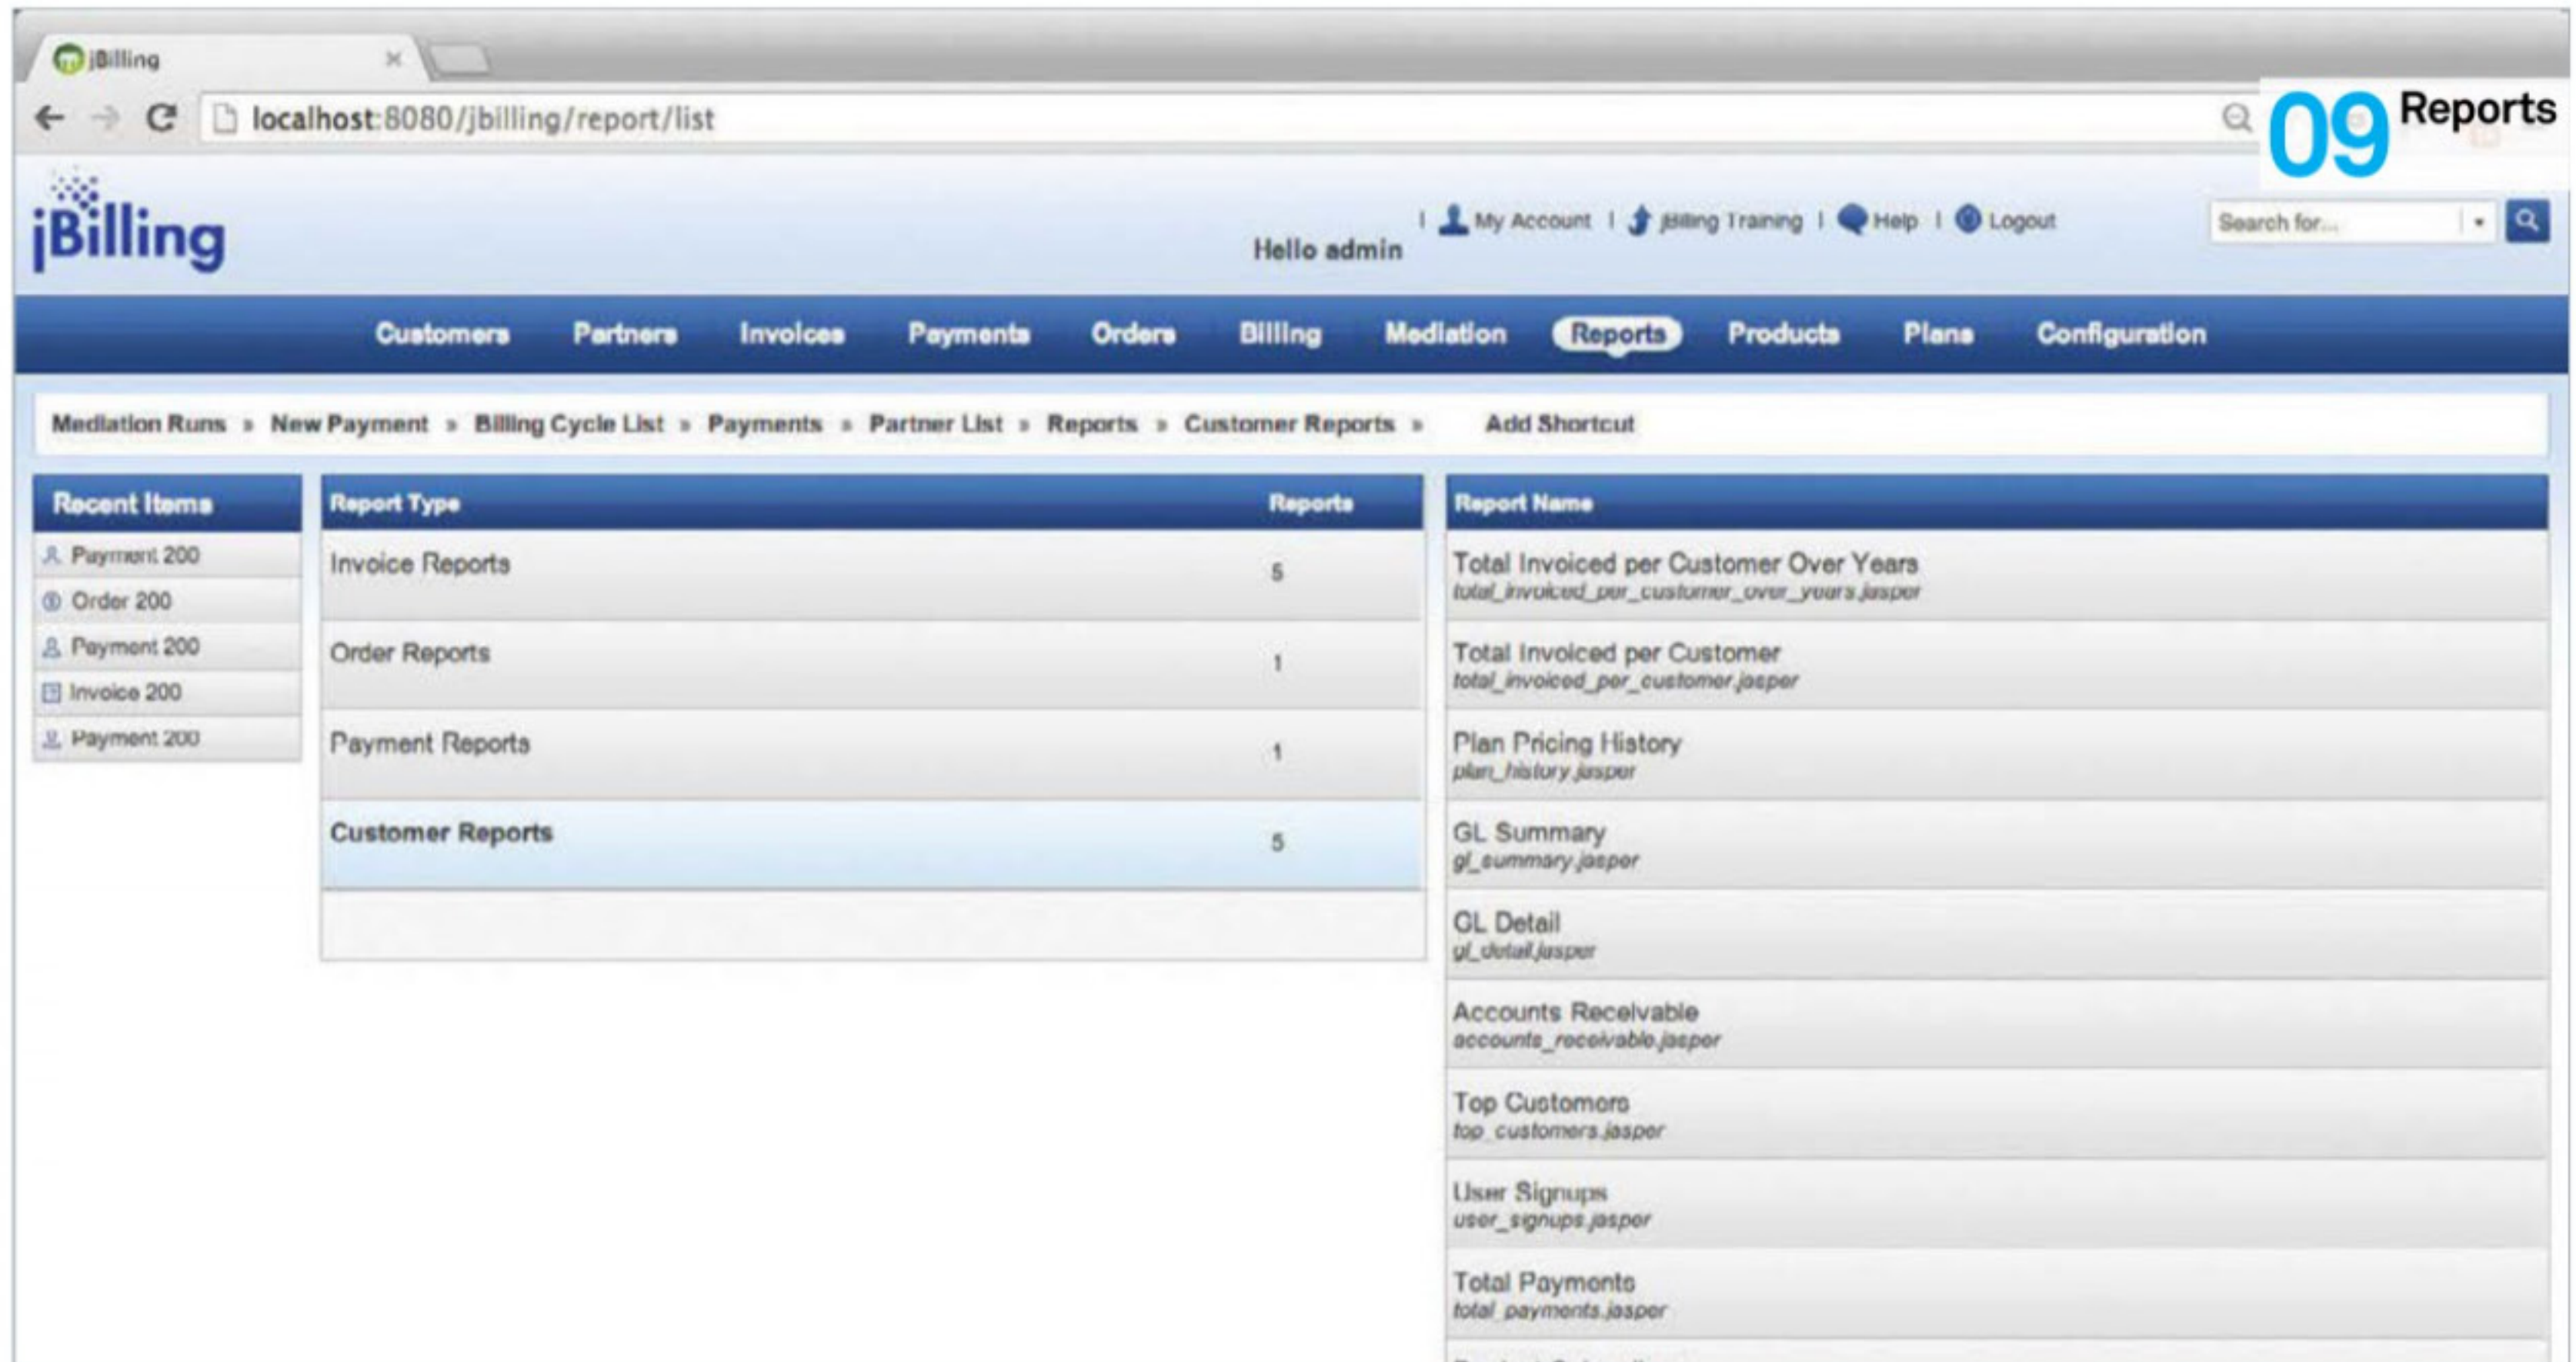 jBilling
localhost:8080/jbilling/report/list
09 Reports
jBilling
Hello admin
My Account
jBilling Training
Help
Logout
Search for...
Customers Partners Invoices Payments Orders Billing Mediation Reports Products Plans Configuration
Mediation Runs » New Payment » Billing Cycle List » Payments » Partner List » Reports » Customer Reports » Add Shortcut
Recent Items
Payment 200
Order 200
Payment 200
Invoice 200
Payment 200
Report Type Reports
Invoice Reports 5
Order Reports 1
Payment Reports 1
Customer Reports 5
Report Name
Total Invoiced per Customer Over Years
total_invoiced_per_customer_over_years.jasper
Total Invoiced per Customer
total_invoiced_per_customer.jasper
Plan Pricing History
plan_history.jasper
GL Summary
gl_summary.jasper
GL Detail
gl_detail.jasper
Accounts Receivable
accounts_receivable.jasper
Top Customers
top_customers.jasper
User Signups
user_signups.jasper
Total Payments
total_payments.jasper